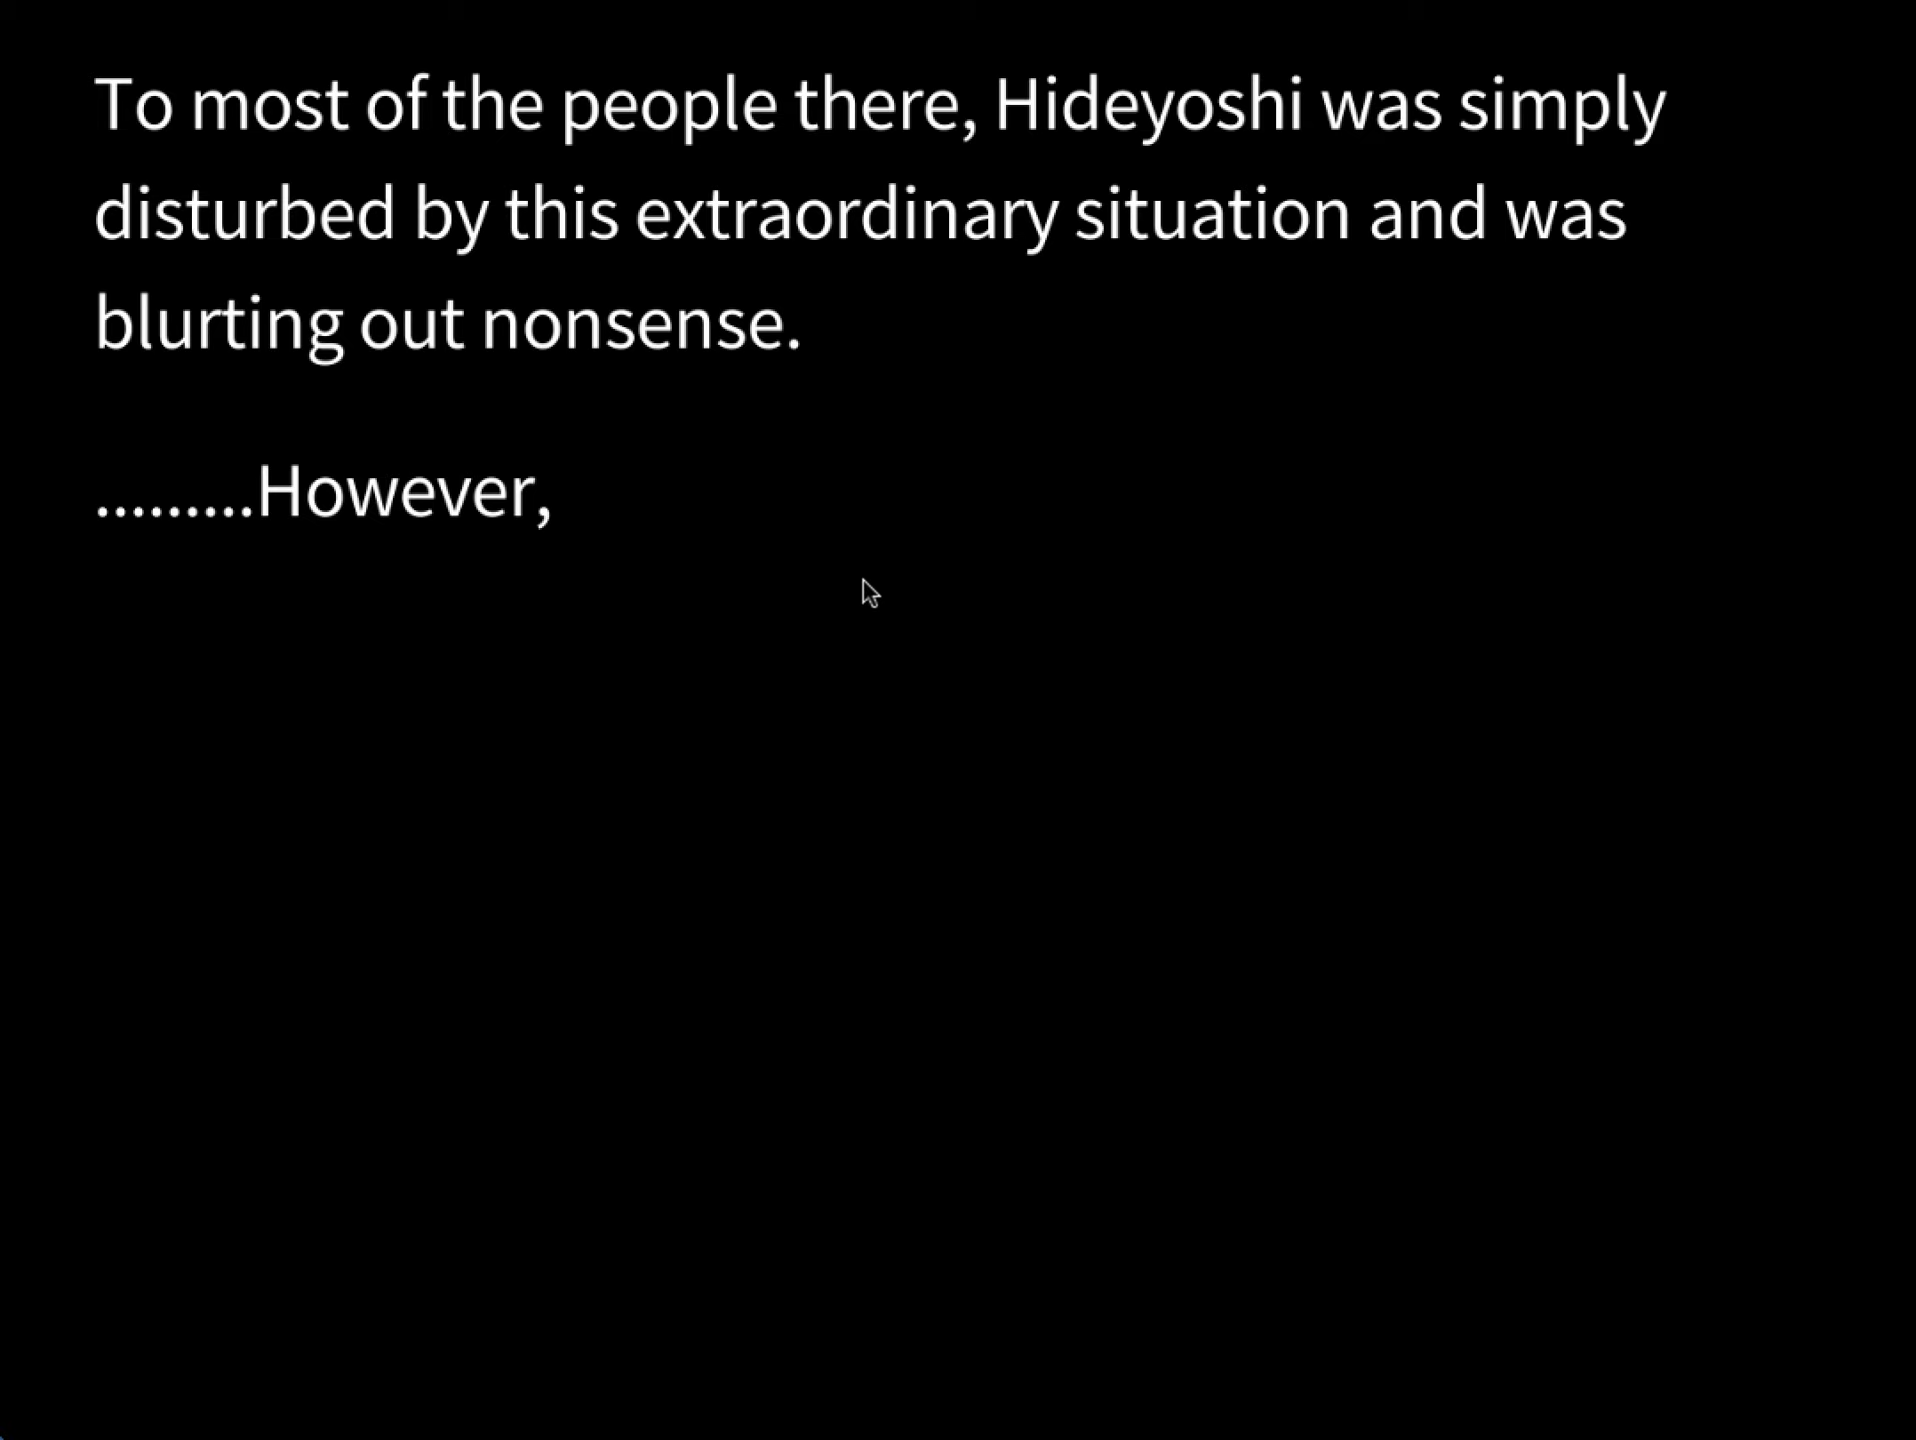 To most of the people there, Hideyoshi was simply
disturbed by this extraordinary situation and was
blurting out nonsense.
.........However,